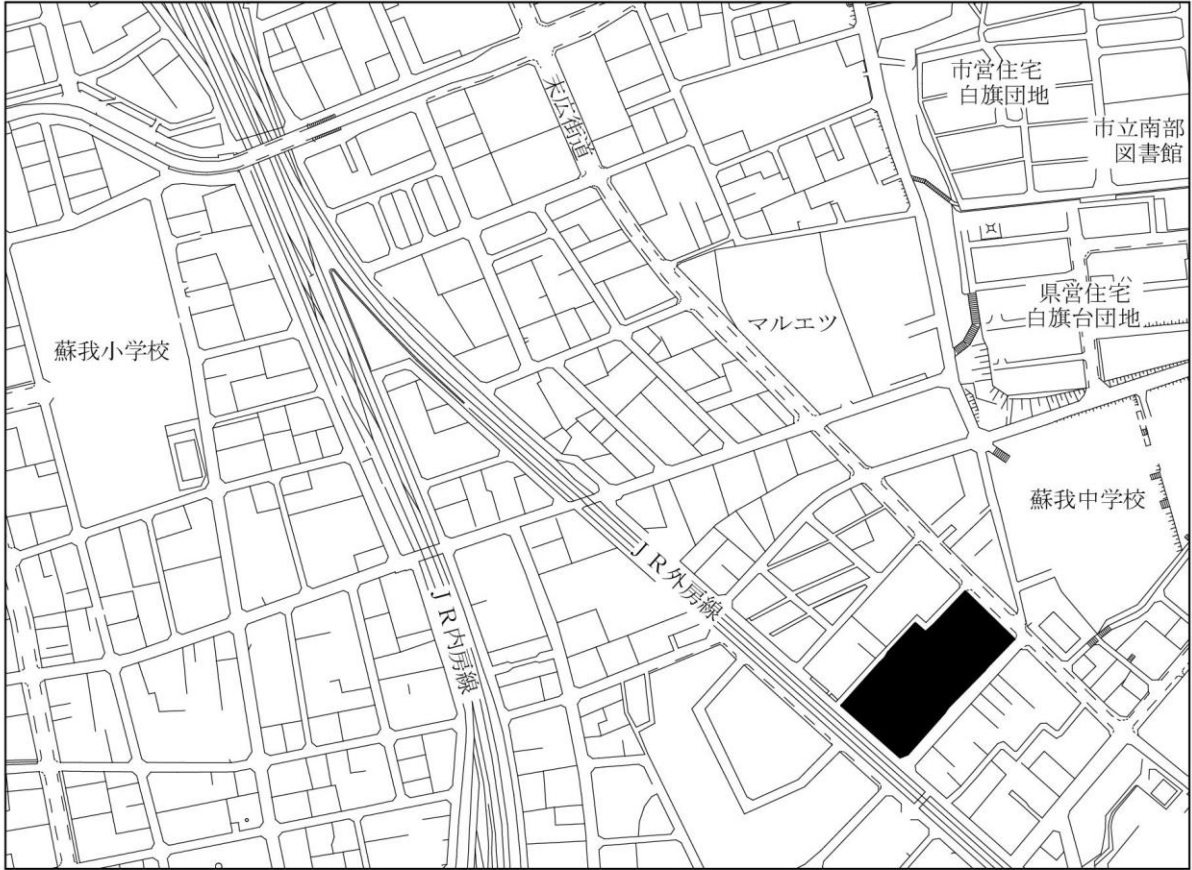 市営住宅
白旗団地
市立南部
図書館
末広街道
県営住宅
白旗台団地
マルエツ
蘇我小学校
蘇我中学校
JR外房線
JR内房線